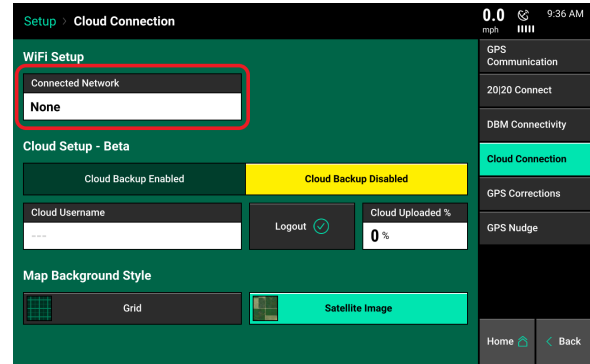 Setup > Cloud Connection
0.0
mph
9:36 AM
WiFi Setup
Connected Network
None
Cloud Setup - Beta
Cloud Backup Enabled
Cloud Backup Disabled
Cloud Username
---
Logout
Cloud Uploaded %
0 %
Map Background Style
Grid
Satellite Image
GPS
Communication
20|20 Connect
DBM Connectivity
Cloud Connection
GPS Corrections
GPS Nudge
Home
< Back